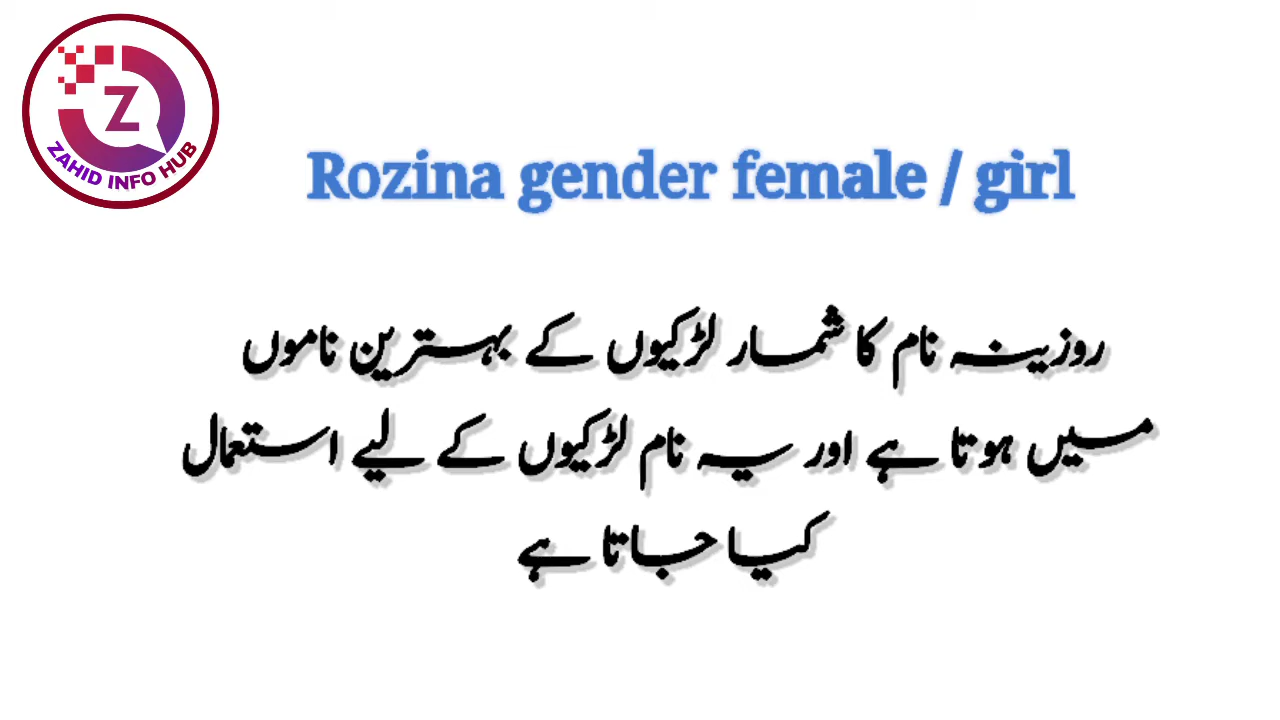 Z
ZAHID INFO HUB
Rozina gender female / girl
روزینہ نام کا شمار لڑکیوں کے بہترین ناموں
میں ہوتا ہے اور یہ نام لڑکیوں کے لیے استعمال
کیا جاتا ہے